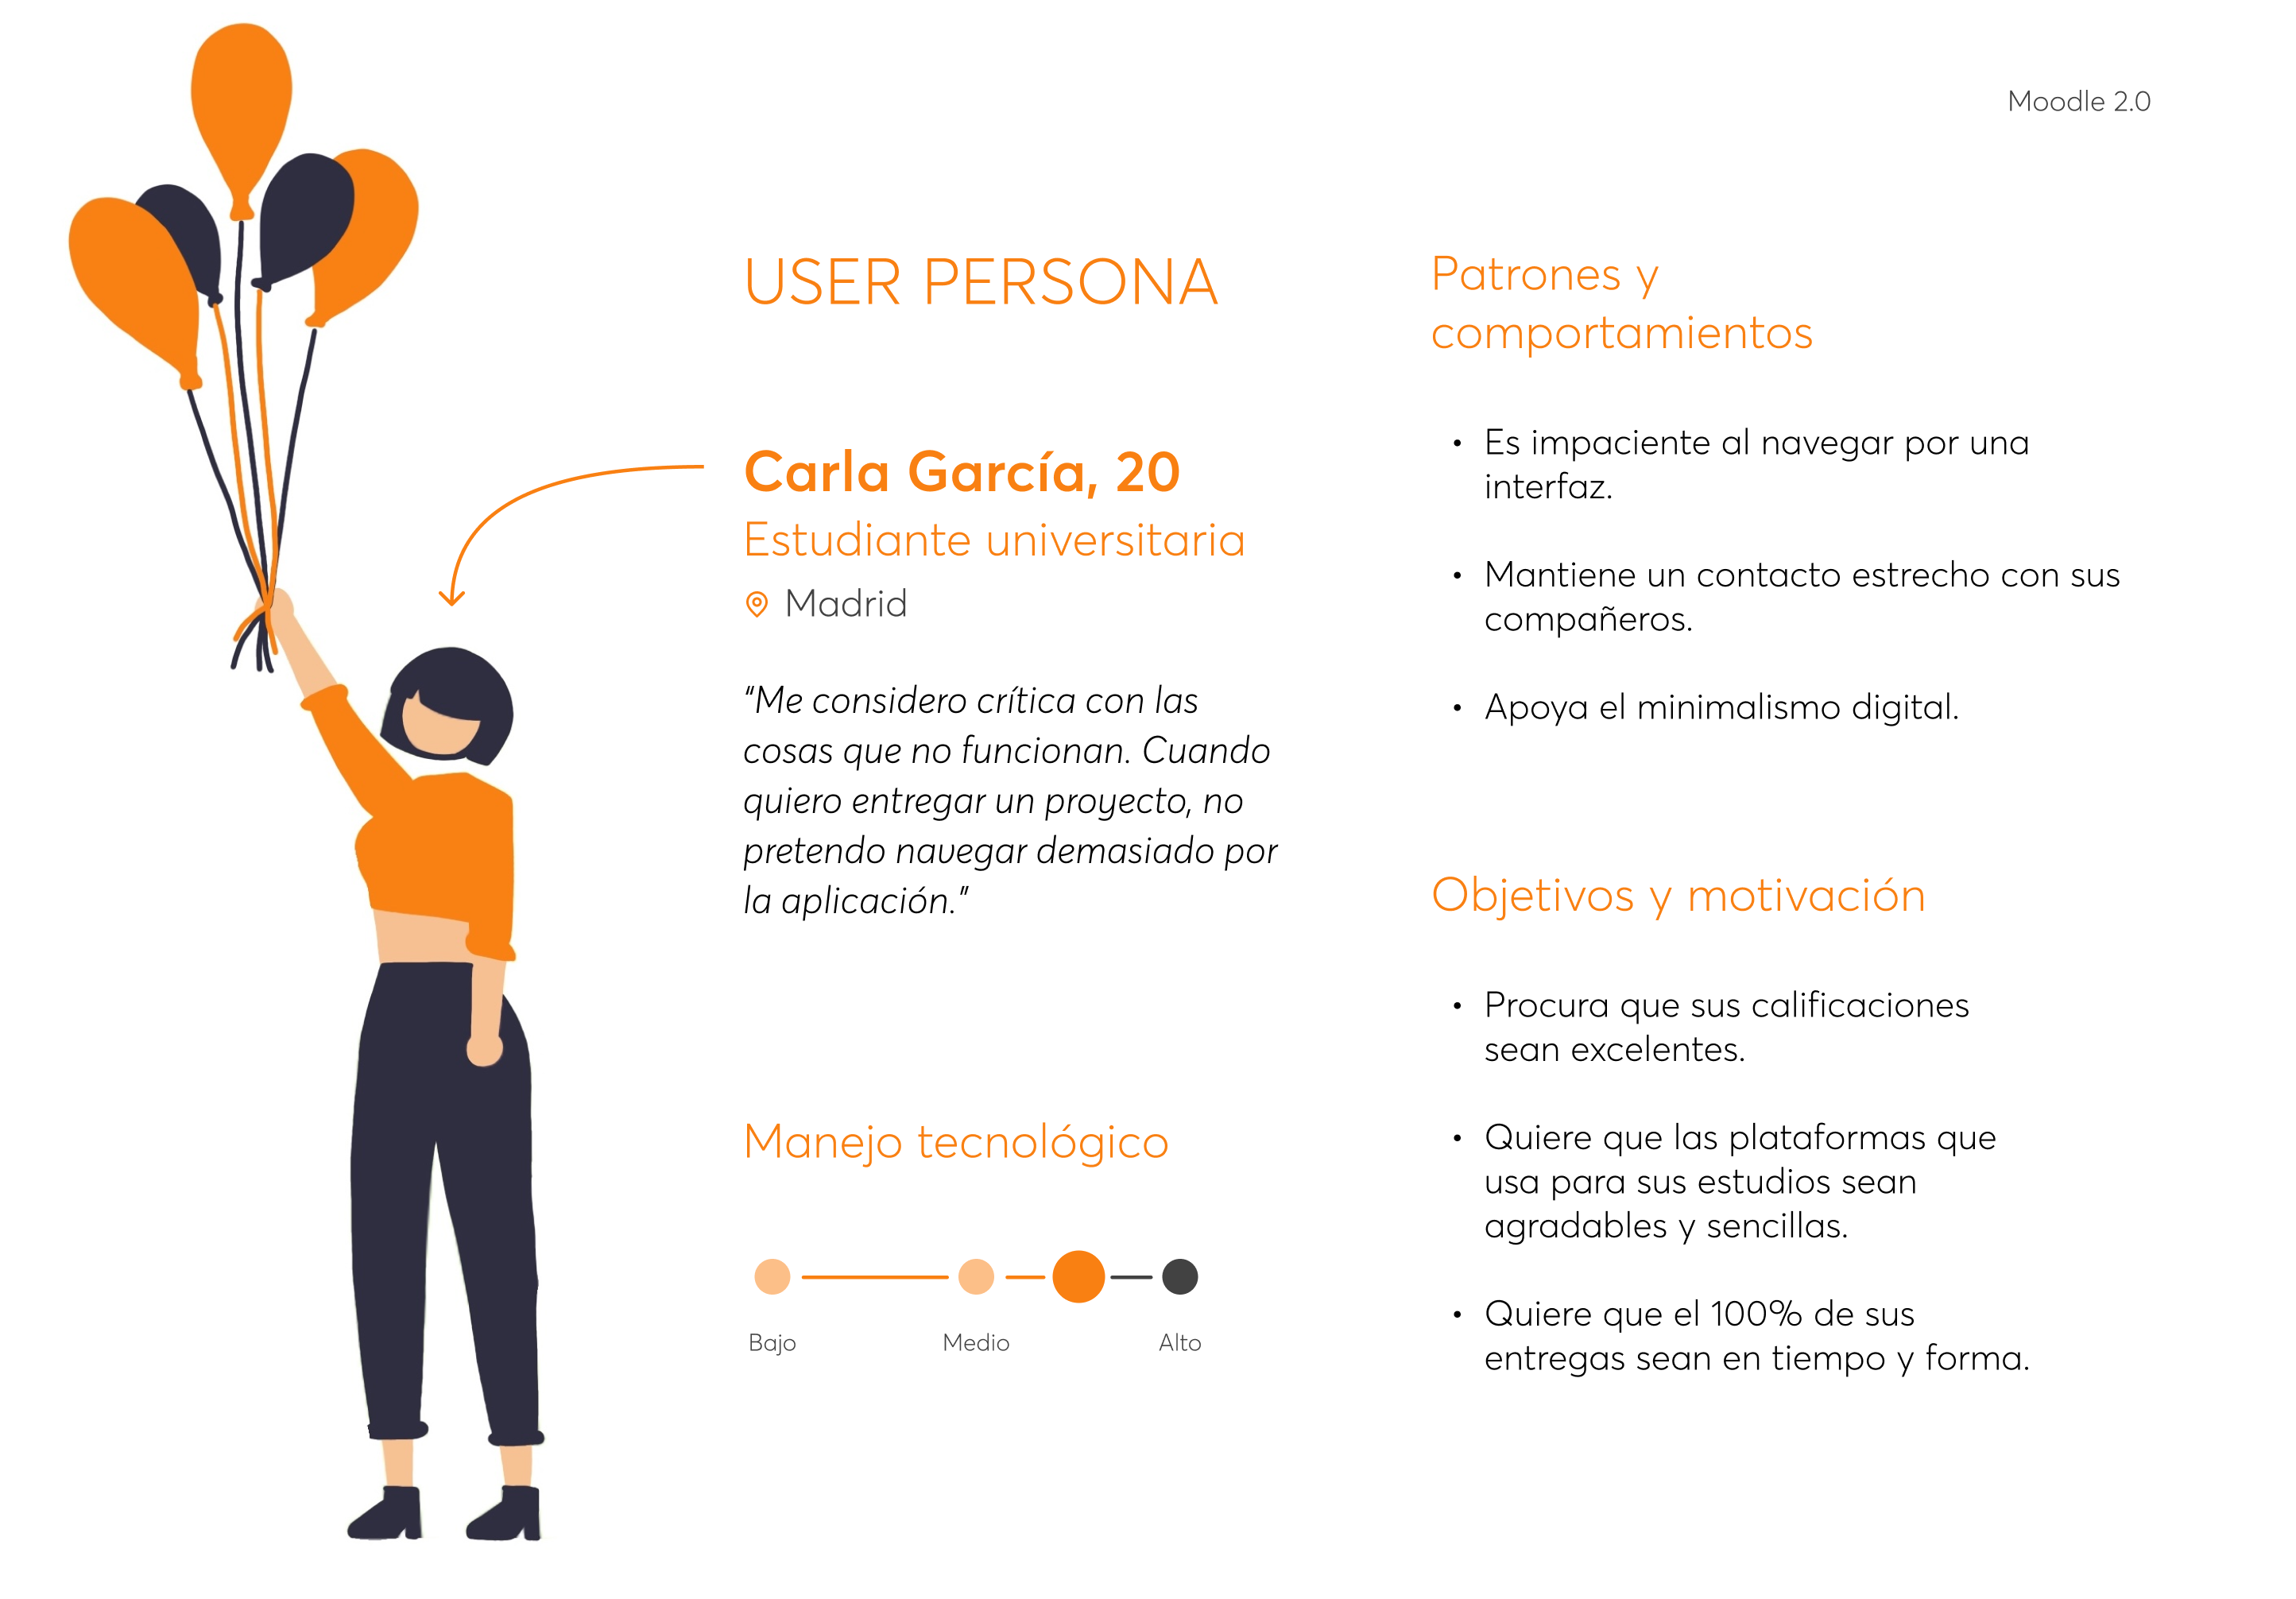 Moodle 2.0
USER PERSONA
Carla García, 20
Estudiante universitaria
Madrid
“Me considero crítica con las
cosas que no funcionan. Cuando
quiero entregar un proyecto, no
pretendo navegar demasiado por
la aplicación.”
Manejo tecnológico
Bajo
Medio
Alto
Patrones y
comportamientos
• Es impaciente al navegar por una
interfaz.
• Mantiene un contacto estrecho con sus
compañeros.
• Apoya el minimalismo digital.
Objetivos y motivación
• Procura que sus calificaciones
sean excelentes.
• Quiere que las plataformas que
usa para sus estudios sean
agradables y sencillas.
• Quiere que el 100% de sus
entregas sean en tiempo y forma.